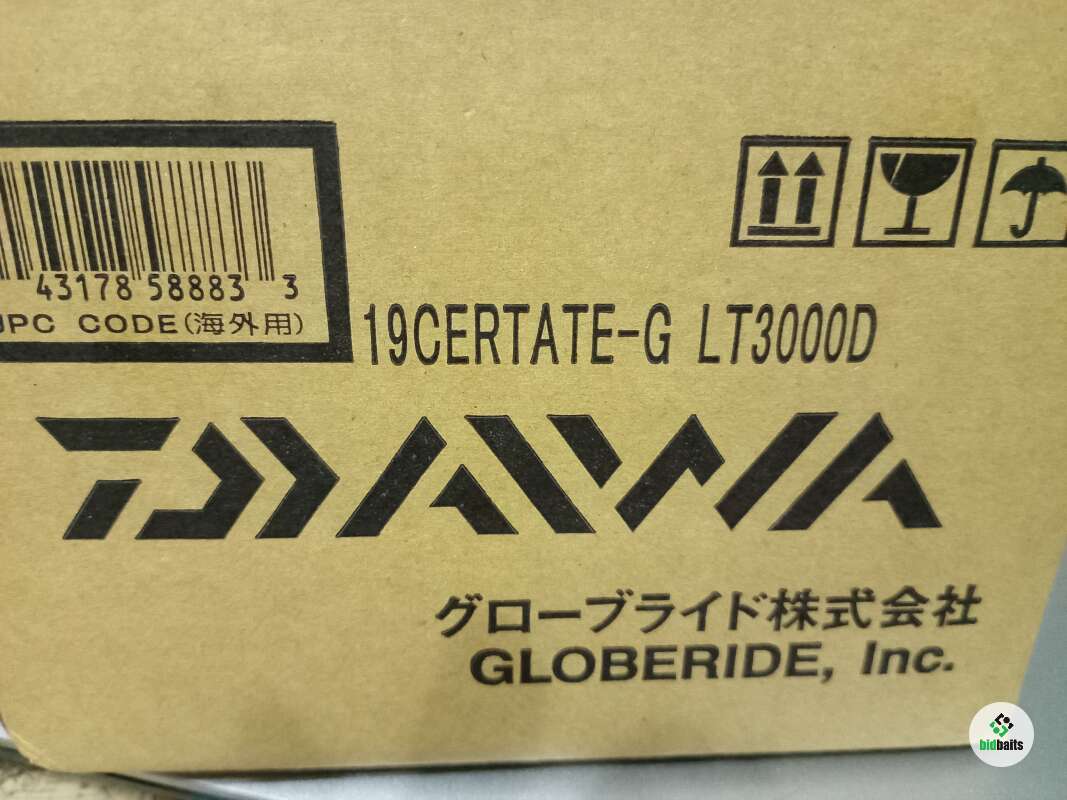 43178 58883 3
UPC CODE(海外用)
19CERTATE-G LT3000D
DAIWA
グローブライド株式会社
GLOBERIDE, Inc.
bidbaits